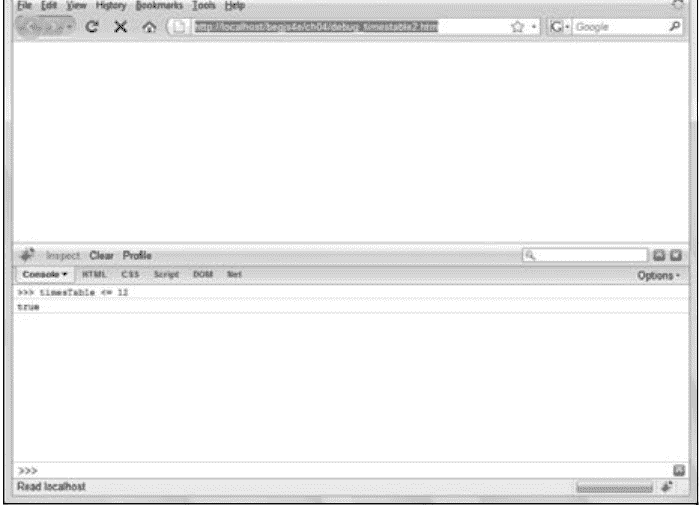 File Edit View History Bookmarks Tools Help
http://localhost/begjs4e/ch04/debug_timestable2.htm
G Google
Inspect Clear Profile
Console HTML CSS Script DOM Net Options
>>> timesTable <= 12
true
>>>
Read localhost